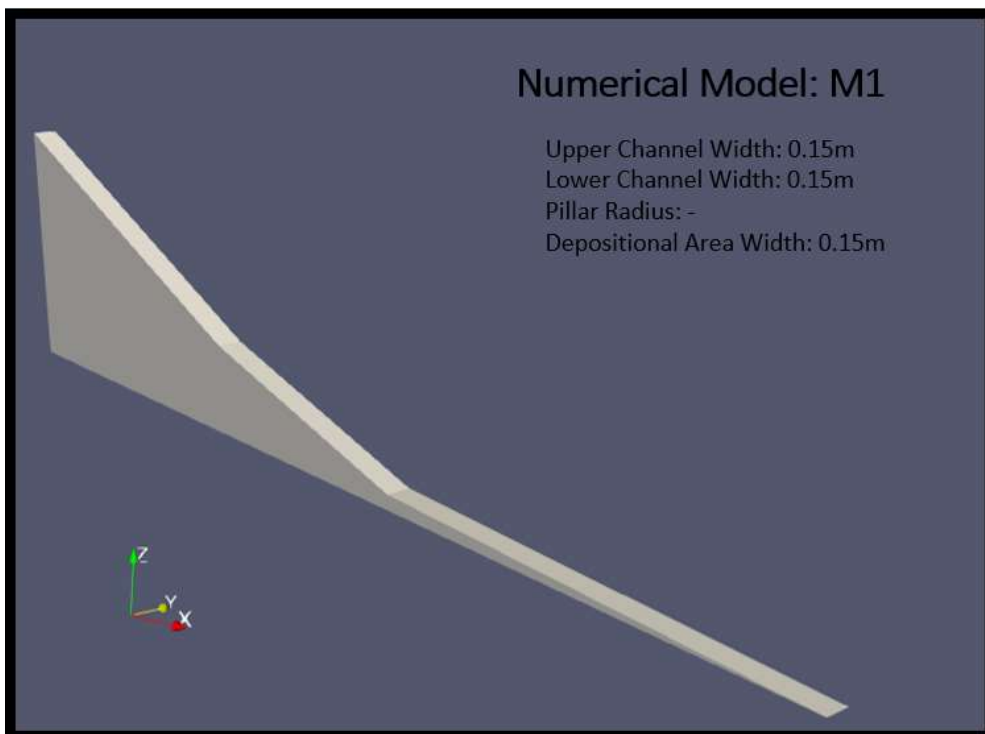 Numerical Model: M1
Upper Channel Width: 0.15m
Lower Channel Width: 0.15m
Pillar Radius: -
Depositional Area Width: 0.15m
Z
Y
X